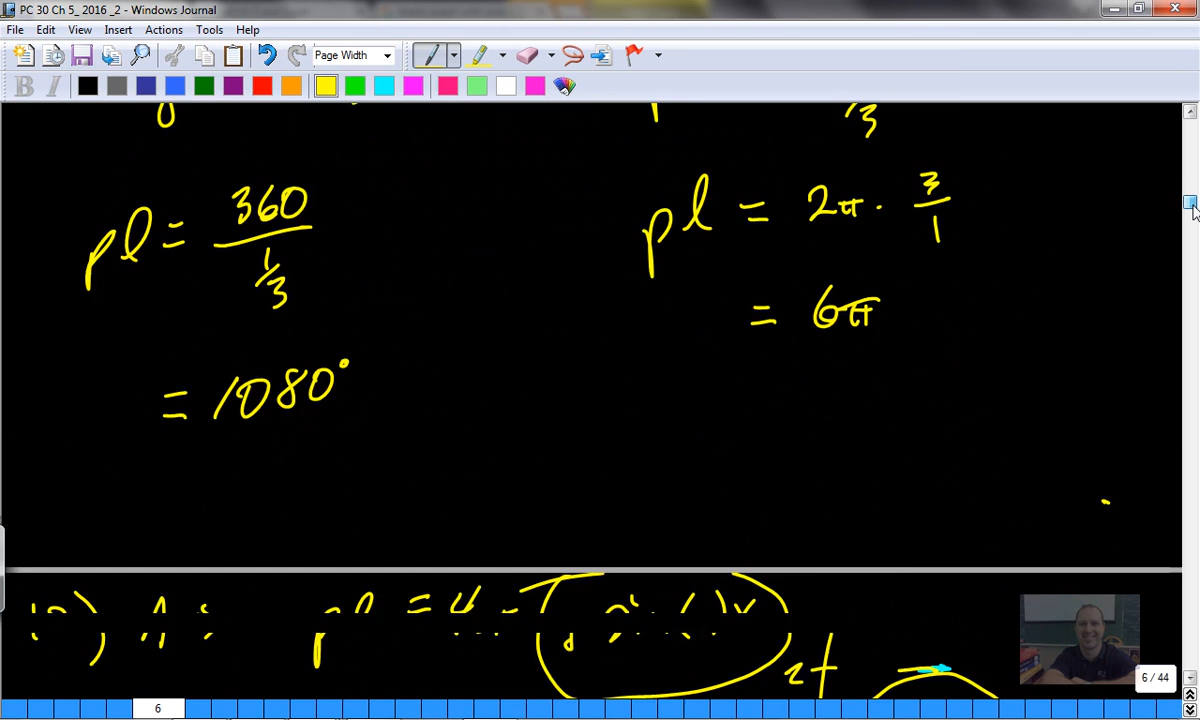 PC 30 Ch 5_ 2016 _2 - Windows Journal
File Edit View Insert Actions Tools Help
Page Width
B I
pl = 360 / 1/3
= 1080°
pl = 2π · 3/1
= 6π
pl =
6 / 44
6